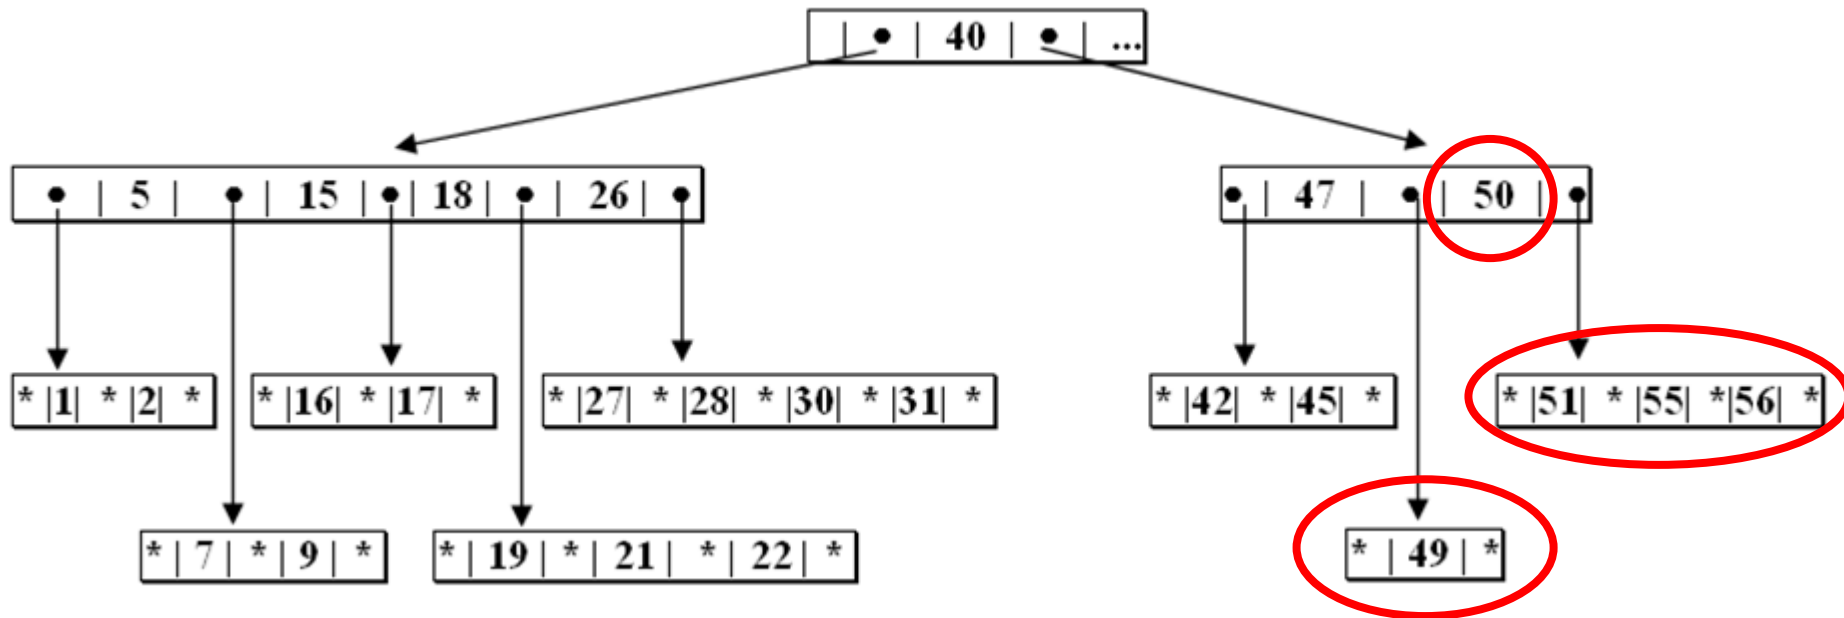 | • | 40 | • | ...
• | 5 | • | 15 | • | 18 | • | 26 | •
• | 47 | • | 50 | •
* |1| * |2| *
* |16| * |17| *
* |27| * |28| * |30| * |31| *
* |42| * |45| *
* |51| * |55| *|56| *
* | 7 | * | 9 | *
* | 19 | * | 21 | * | 22 | *
* | 49 | *